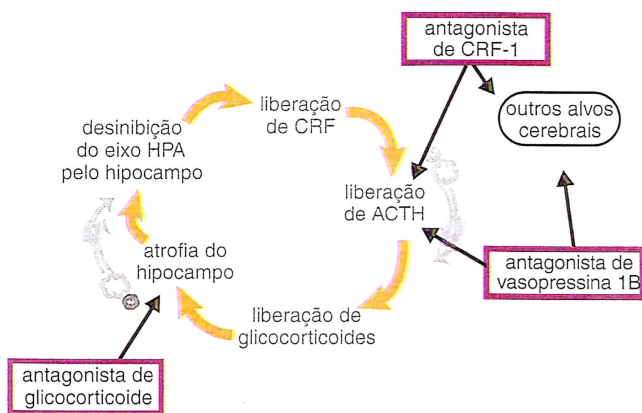 antagonista
de CRF-1
outros alvos
cerebrais
liberação
de CRF
desinibição
do eixo HPA
pelo hipocampo
liberação
de ACTH
atrofia do
hipocampo
antagonista de
vasopressina 1B
liberação de
glicocorticoides
antagonista de
glicocorticoide